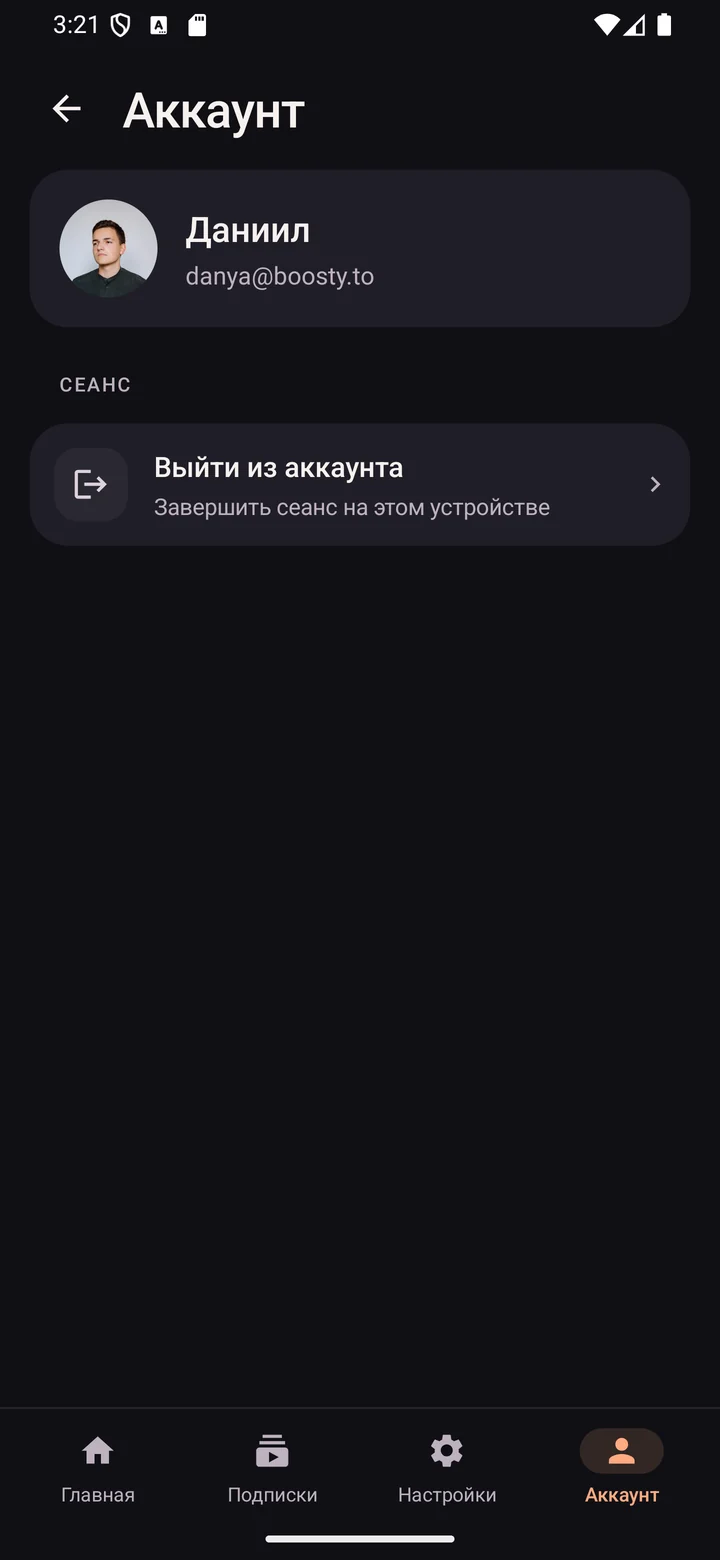 3:21
Аккаунт
Даниил
danya@boosty.to
СЕАНС
Выйти из аккаунта
Завершить сеанс на этом устройстве
Главная
Подписки
Настройки
Аккаунт